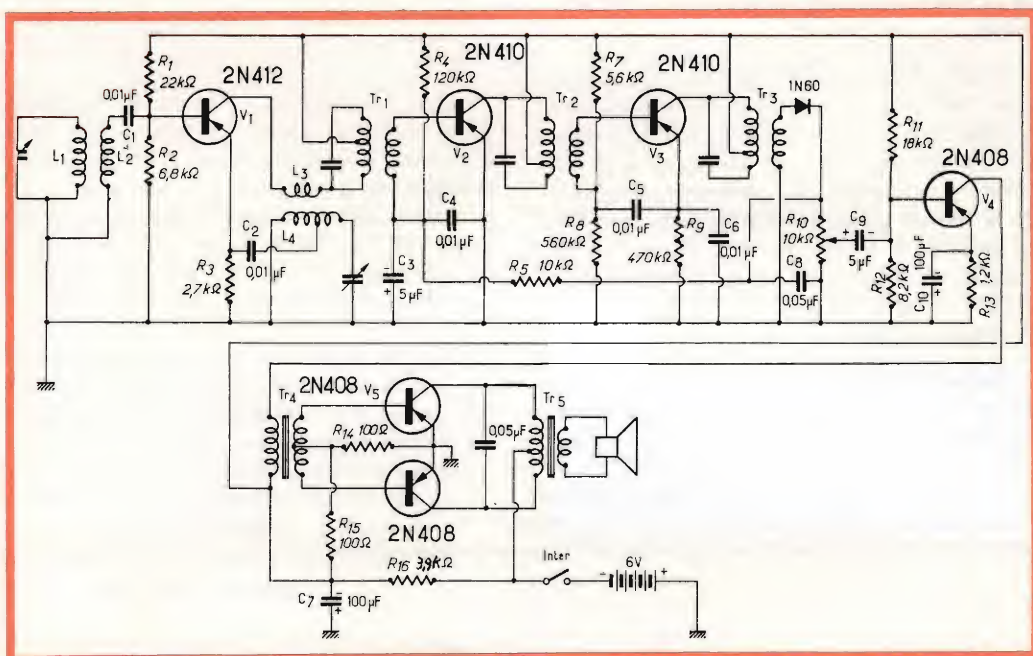 R1
22kΩ
2N412
0,01µF
C1
V1
L1
L2
R2
6,8kΩ
L3
L4
C2
0,01µF
R3
2,7kΩ
Tr1
R4
120kΩ
2N410
V2
C4
0,01µF
C3
- +
5µF
R5 10kΩ
Tr2
R7
5,6kΩ
2N410
V3
C5
0,01µF
R8
560kΩ
R9
470kΩ
C6
0,01µF
Tr3
1N60
R10
10kΩ
C8
0,05µF
C9
+ -
5µF
R11
18kΩ
2N408
V4
R12
8,2kΩ
C10
100µF
- +
R13
1,2kΩ
Tr4
2N408
V5
R14 100Ω
0,05µF
Tr5
2N408
R15
100Ω
R16 3,9kΩ
C7
- +
100µF
Inter
- 6V +